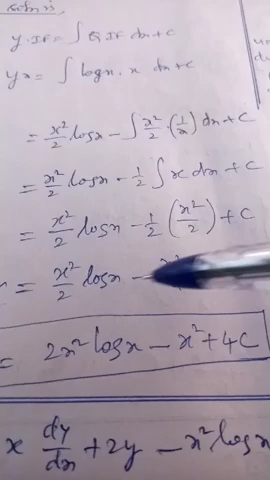 y·IF = ∫ Q·IF dx + C
yx = ∫ logx · x dx + C
= x²/2 logx − ∫ x²/2 · (1/x) dx + C
= x²/2 logx − 1/2 ∫ x dx + C
= x²/2 logx − 1/2 (x²/2) + C
= x²/2 logx −
= 2x² logx − x² + 4C
x dy/dx + 2y − x² logx